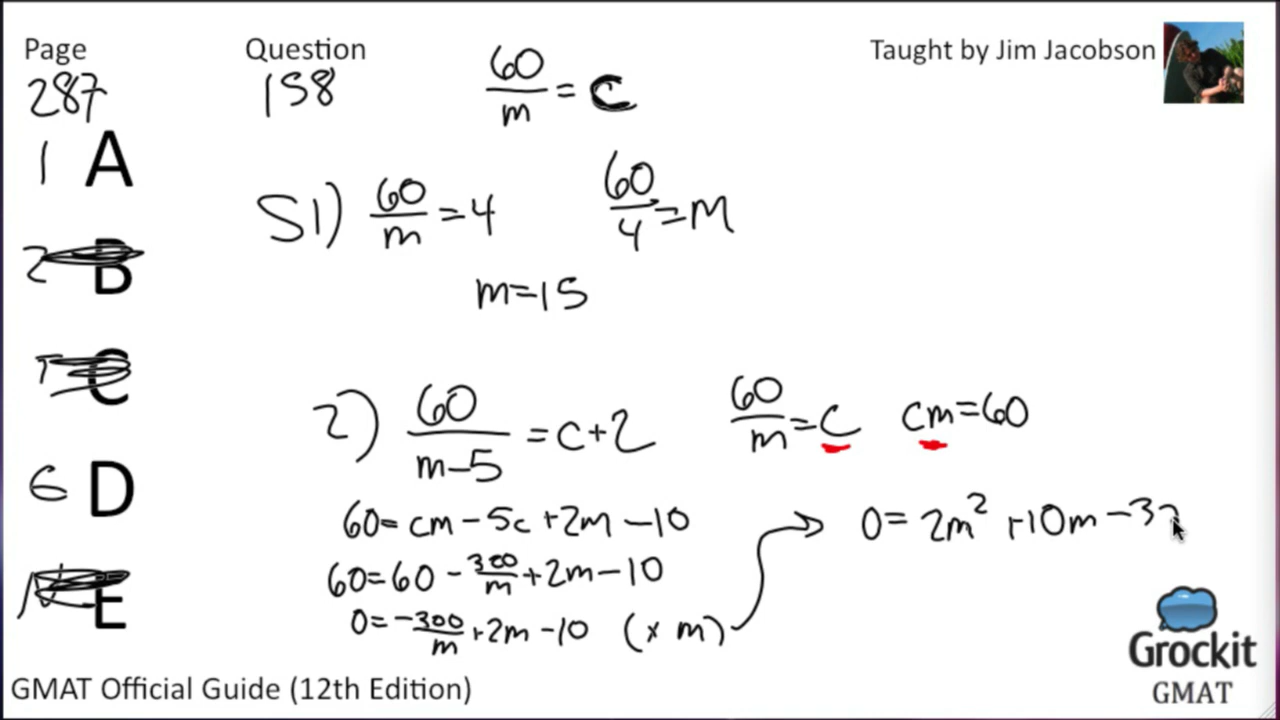 Page
287
Question
158
60/m = C
Taught by Jim Jacobson
1 A
2 B
C
6 D
E
S1) 60/m = 4
60/4 = m
m=15
2) 60/(m-5) = c+2
60/m = c
cm=60
60= cm - 5c + 2m - 10
60=60 - 300/m + 2m - 10
0= -300/m + 2m - 10 (x m)
0= 2m² +10m -3
GMAT Official Guide (12th Edition)
Grockit
GMAT